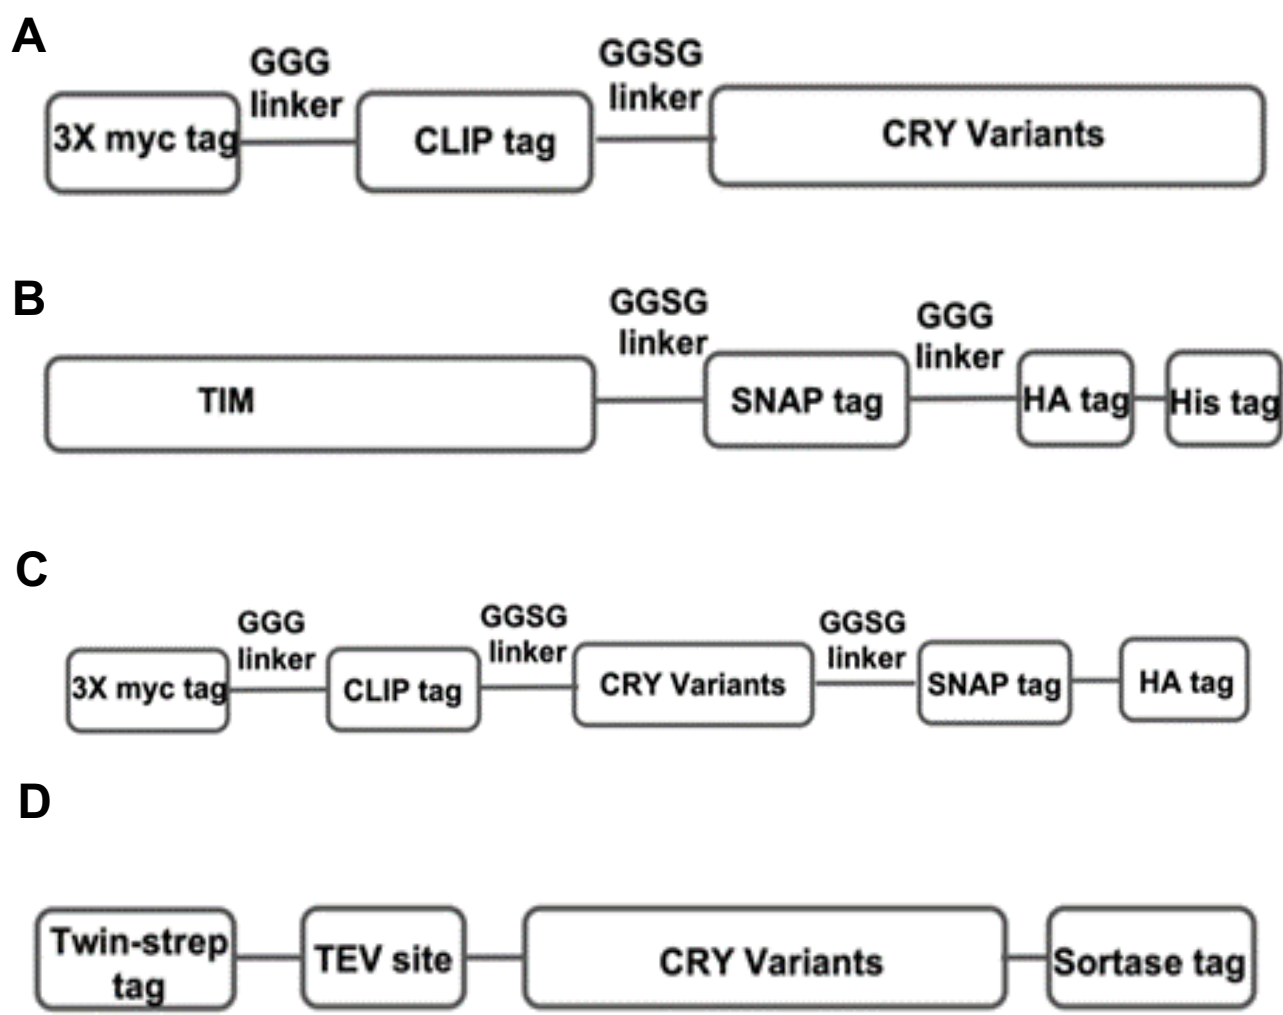 A
GGG
linker
GGSG
linker
3X myc tag
CLIP tag
CRY Variants
B
GGSG
linker
GGG
linker
TIM
SNAP tag
HA tag
His tag
C
GGG
linker
GGSG
linker
GGSG
linker
3X myc tag
CLIP tag
CRY Variants
SNAP tag
HA tag
D
Twin-strep
tag
TEV site
CRY Variants
Sortase tag